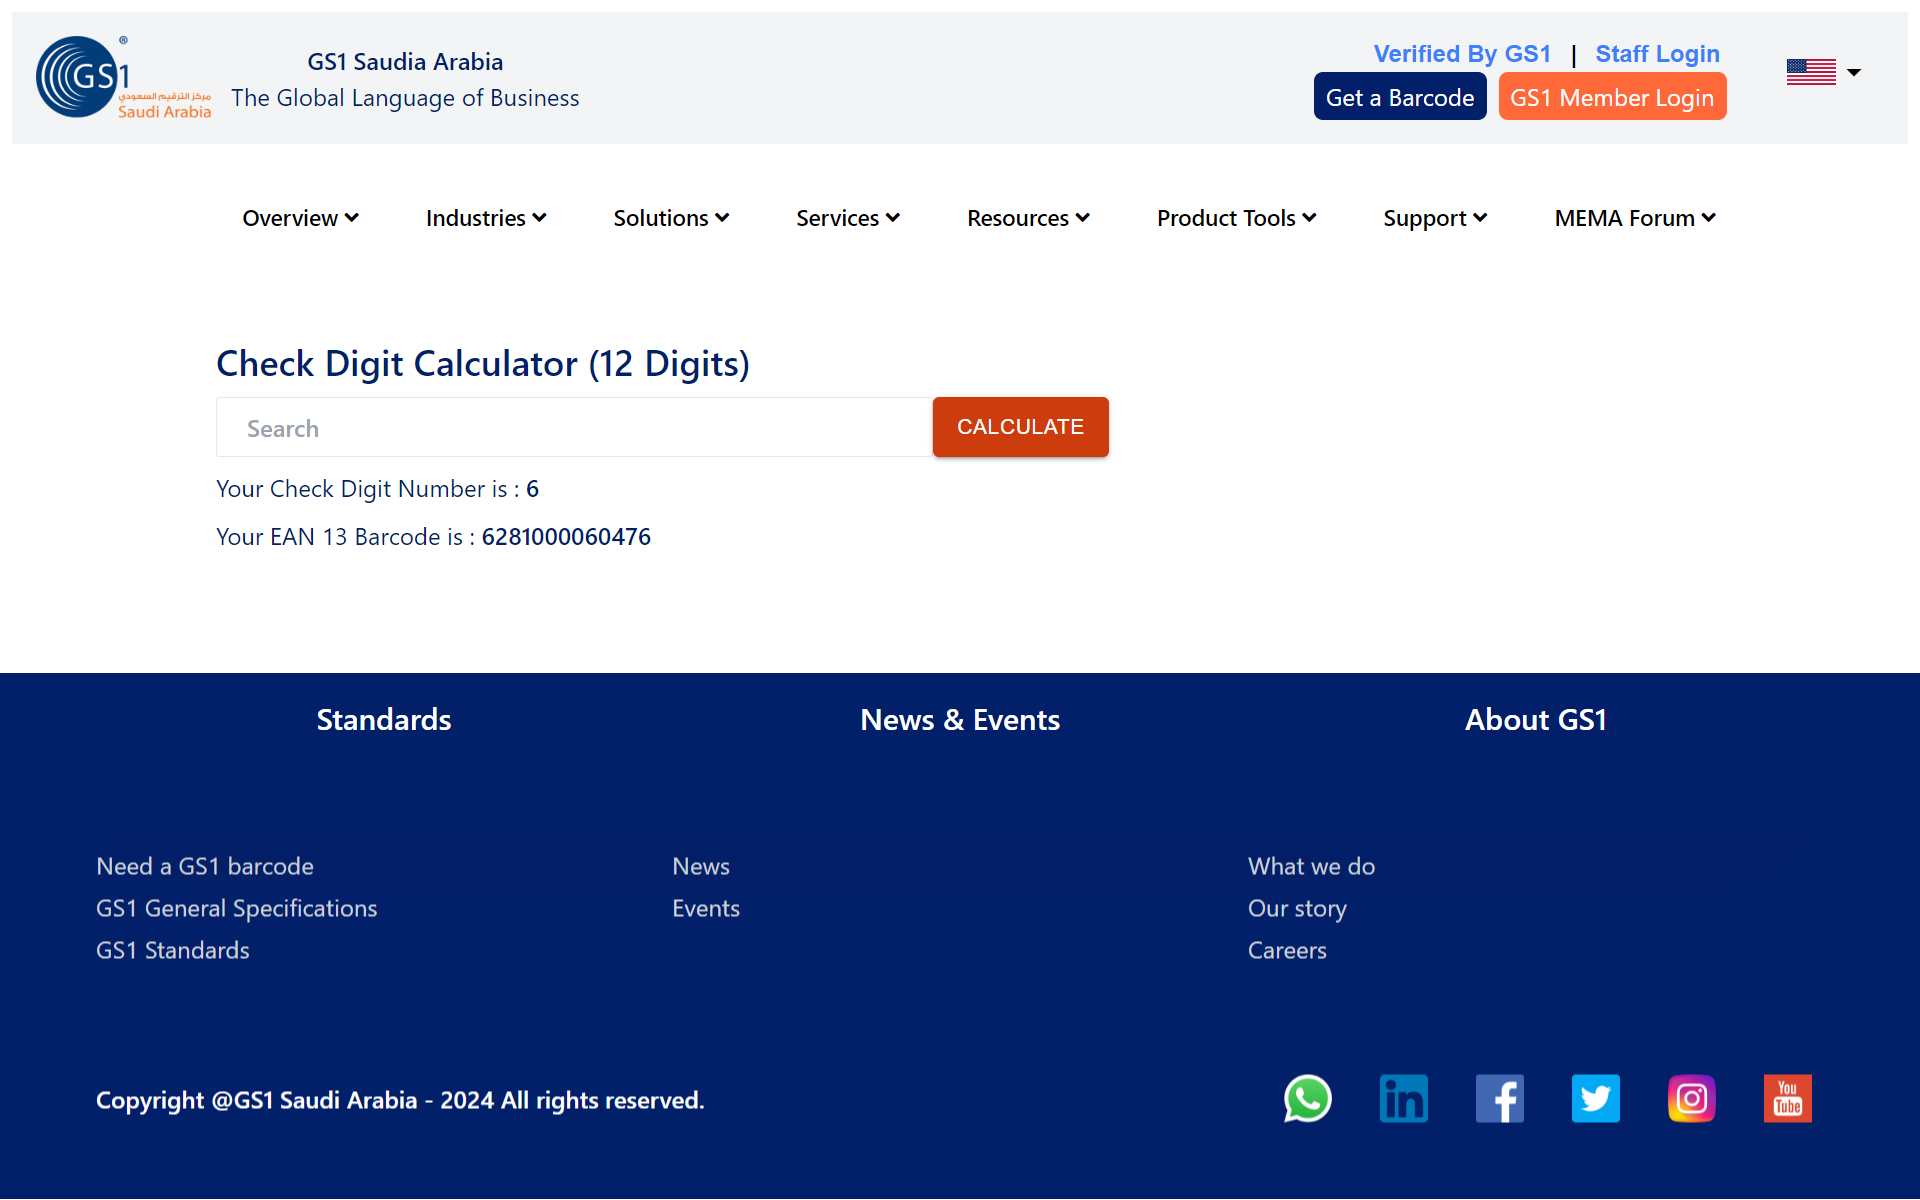 GS1
®
مركز الترقيم السعودي
Saudi Arabia
GS1 Saudia Arabia
The Global Language of Business
Verified By GS1 | Staff Login
Get a Barcode GS1 Member Login
Overview Industries Solutions Services Resources Product Tools Support MEMA Forum
Check Digit Calculator (12 Digits)
Search CALCULATE
Your Check Digit Number is : 6
Your EAN 13 Barcode is : 6281000060476
Standards News & Events About GS1
Need a GS1 barcode News What we do
GS1 General Specifications Events Our story
GS1 Standards Careers
Copyright @GS1 Saudi Arabia - 2024 All rights reserved.
in f You Tube